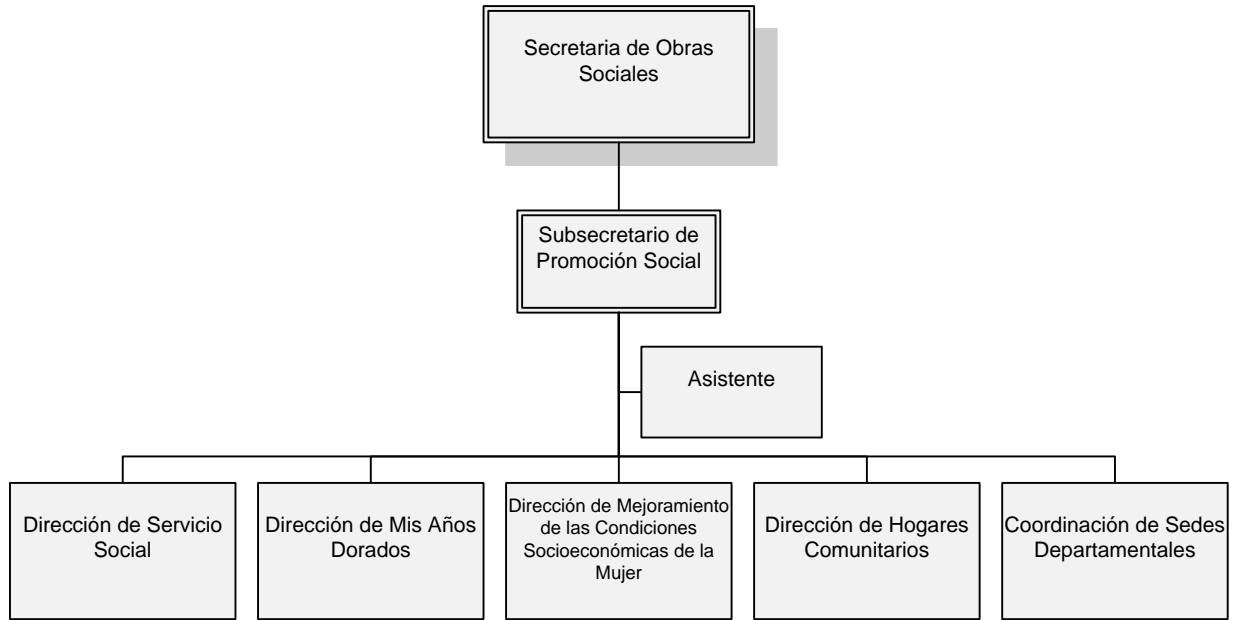 Secretaria de Obras
Sociales
Subsecretario de
Promoción Social
Asistente
Dirección de Servicio
Social
Dirección de Mis Años
Dorados
Dirección de Mejoramiento
de las Condiciones
Socioeconómicas de la
Mujer
Dirección de Hogares
Comunitarios
Coordinación de Sedes
Departamentales